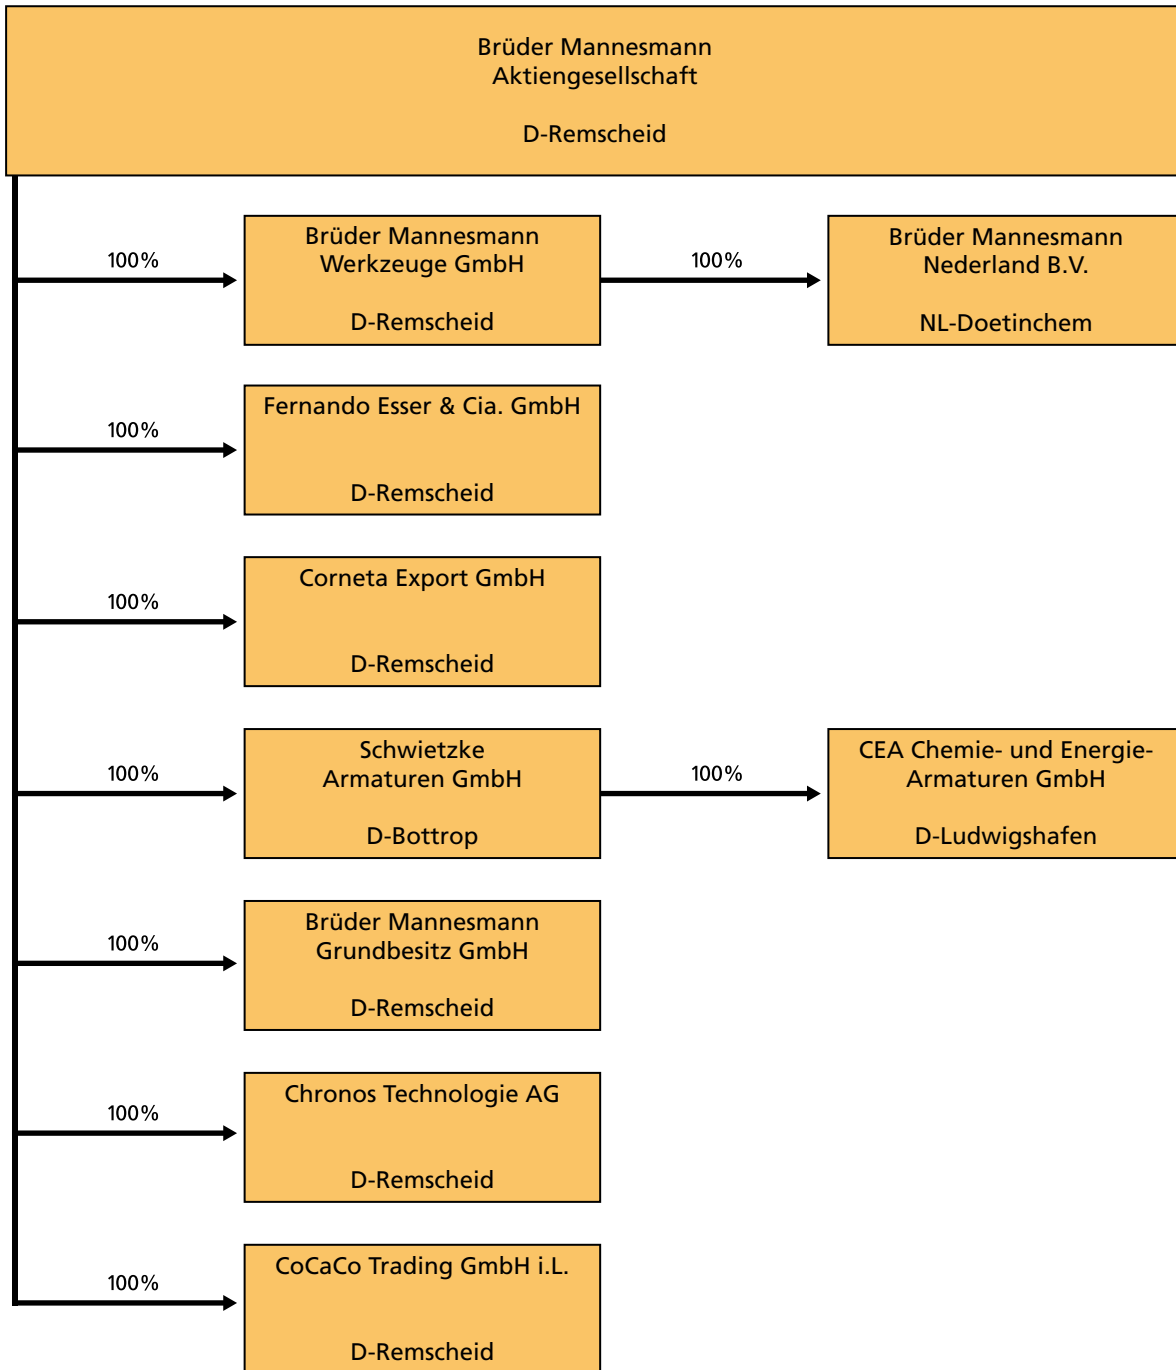 Brüder Mannesmann
Aktiengesellschaft
D-Remscheid
100%
Brüder Mannesmann
Werkzeuge GmbH
D-Remscheid
100%
Brüder Mannesmann
Nederland B.V.
NL-Doetinchem
100%
Fernando Esser & Cia. GmbH
D-Remscheid
100%
Corneta Export GmbH
D-Remscheid
100%
Schwietzke
Armaturen GmbH
D-Bottrop
100%
CEA Chemie- und Energie-
Armaturen GmbH
D-Ludwigshafen
100%
Brüder Mannesmann
Grundbesitz GmbH
D-Remscheid
100%
Chronos Technologie AG
D-Remscheid
100%
CoCaCo Trading GmbH i.L.
D-Remscheid